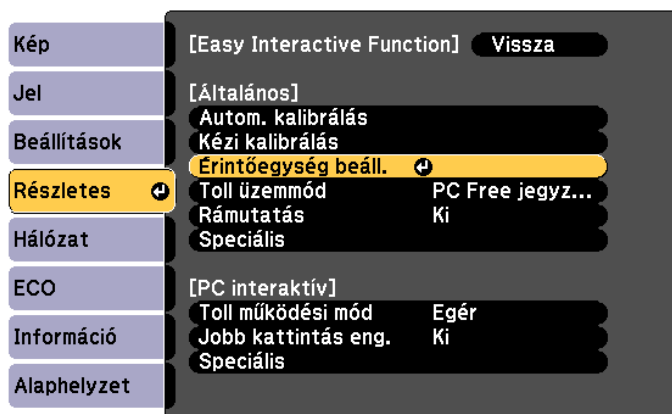 Kép
Jel
Beállítások
Részletes
Hálózat
ECO
Információ
Alaphelyzet
[Easy Interactive Function] Vissza
[Általános]
Autom. kalibrálás
Kézi kalibrálás
Érintőegység beáll.
Toll üzemmód PC Free jegyz...
Rámutatás Ki
Speciális
[PC interaktív]
Toll működési mód Egér
Jobb kattintás eng. Ki
Speciális